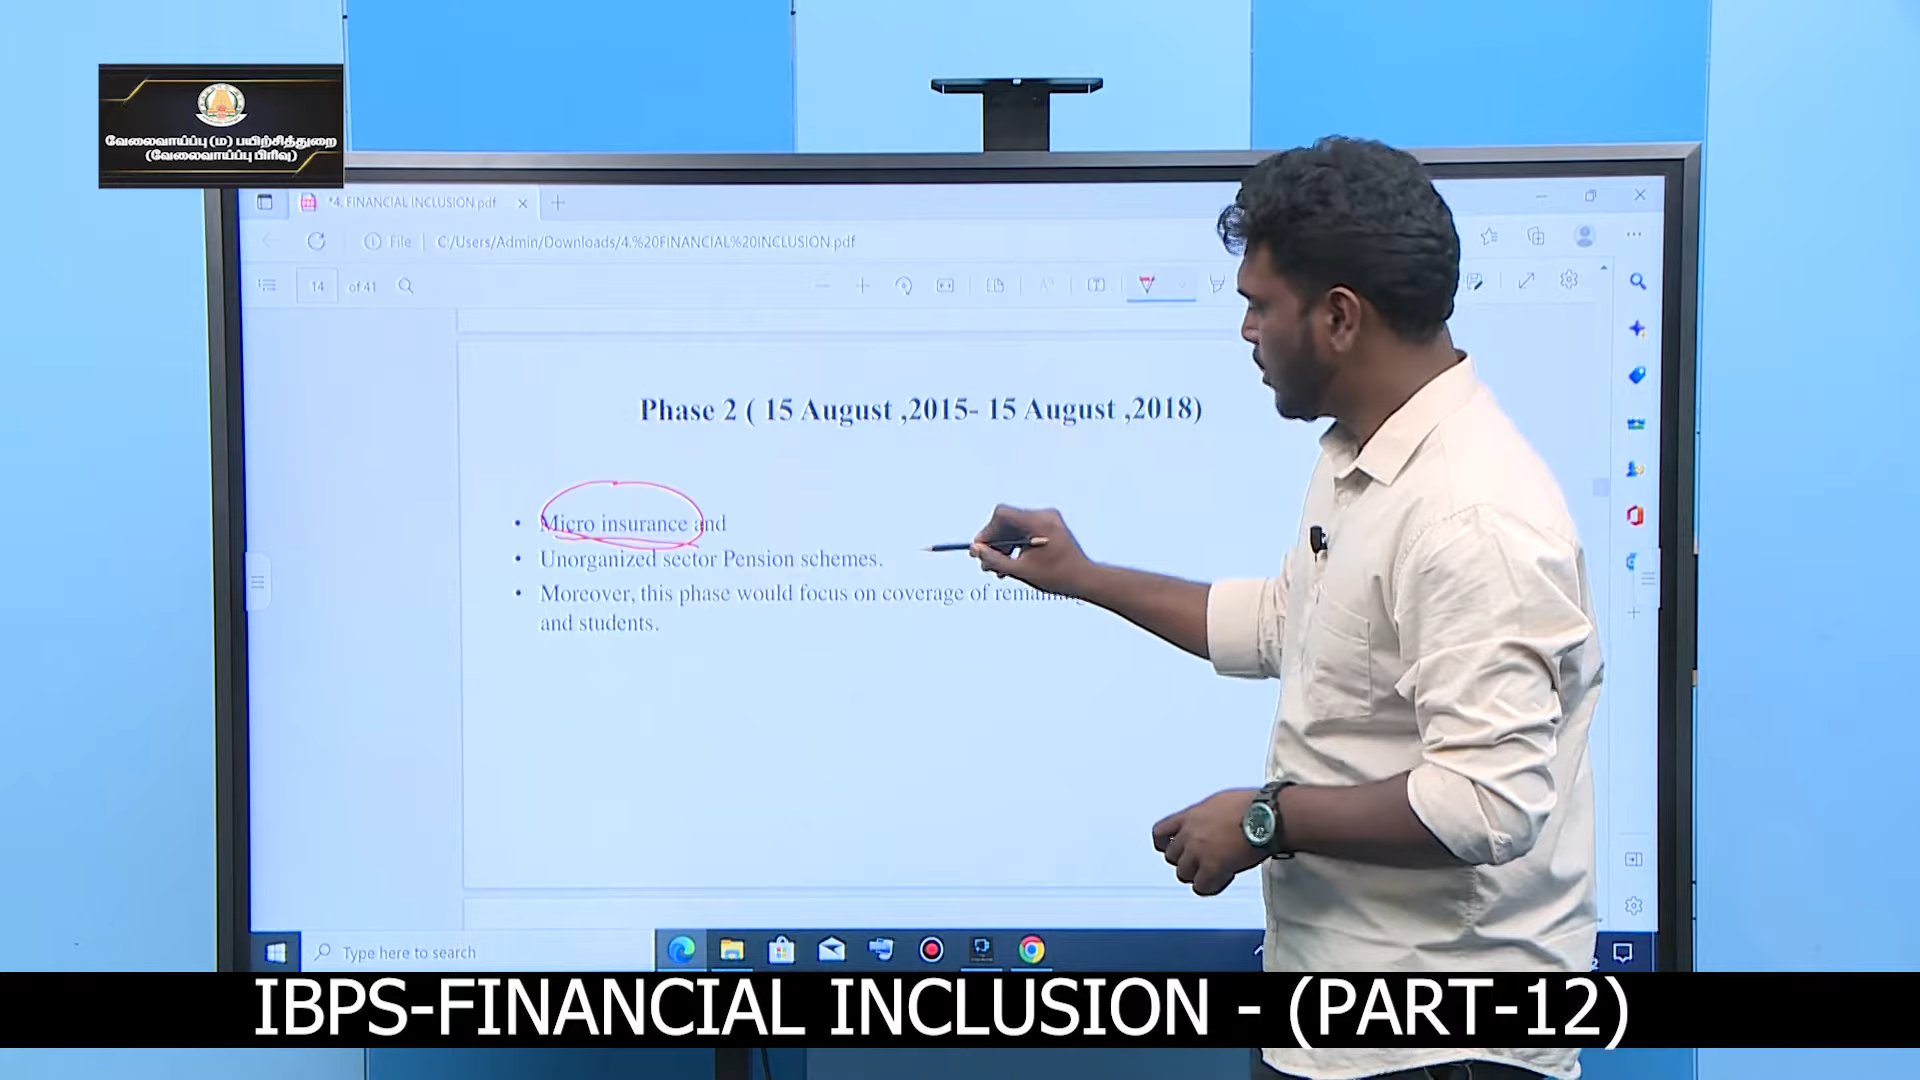 வேலைவாய்ப்பு (ம) பயிற்சித்துறை
(வேலைவாய்ப்பு பிரிவு)
*4. FINANCIAL INCLUSION.pdf
File C:/Users/Admin/Downloads/4.%20FINANCIAL%20INCLUSION.pdf
14 of 41
Phase 2 ( 15 August ,2015- 15 August ,2018)
• Micro insurance and
• Unorganized sector Pension schemes.
• Moreover, this phase would focus on coverage of remaining
and students.
Type here to search
IBPS-FINANCIAL INCLUSION - (PART-12)